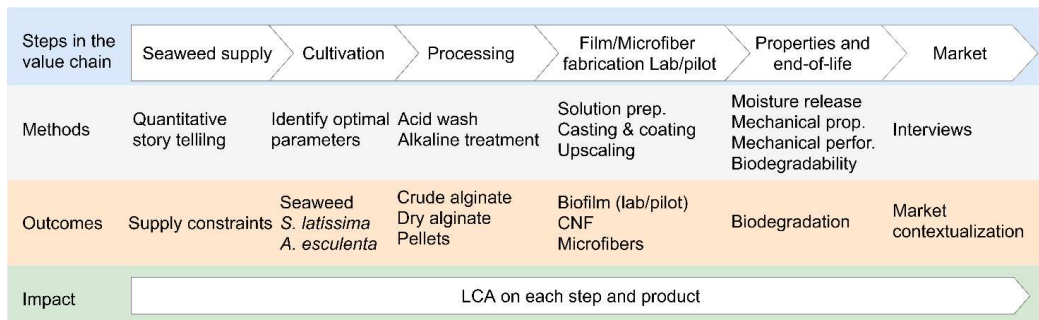 Steps in the
value chain
Seaweed supply
Cultivation
Processing
Film/Microfiber
fabrication Lab/pilot
Properties and
end-of-life
Market
Methods
Quantitative
story tellilng
Identify optimal
parameters
Acid wash
Alkaline treatment
Solution prep.
Casting & coating
Upscaling
Moisture release
Mechanical prop.
Mechanical perfor.
Biodegradability
Interviews
Outcomes
Supply constraints
Seaweed
S. latissima
A. esculenta
Crude alginate
Dry alginate
Pellets
Biofilm (lab/pilot)
CNF
Microfibers
Biodegradation
Market
contextualization
Impact
LCA on each step and product